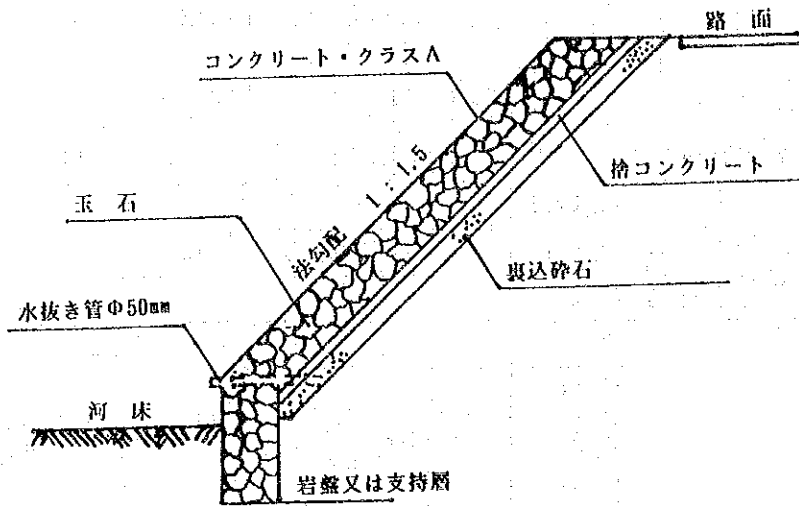 路 面
コンクリート・クラスA
法勾配 1：1.5
捨コンクリート
玉 石
裏込砕石
水抜き管Φ50mm
河 床
岩盤又は支持層